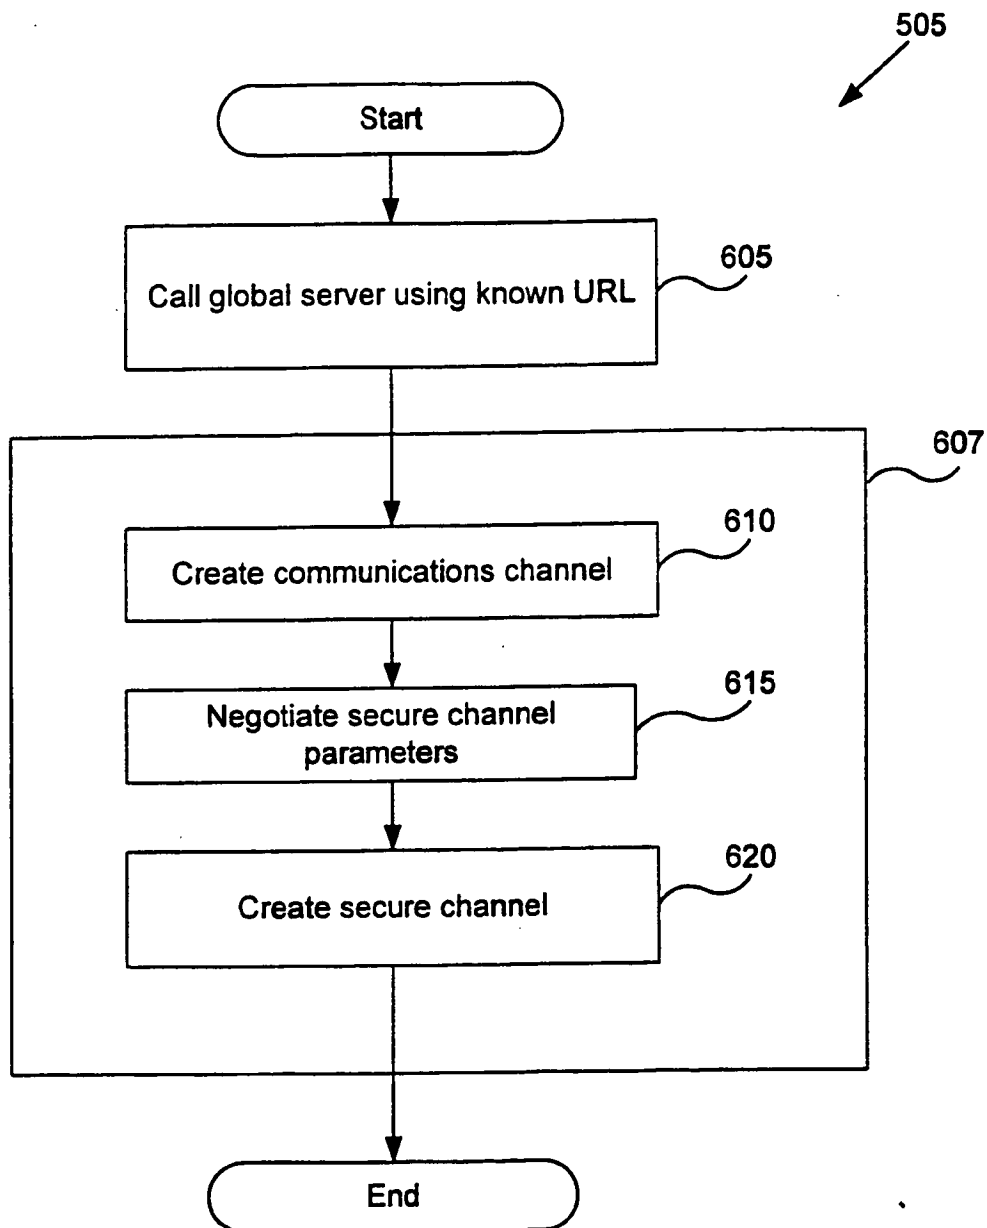 505
Start
Call global server using known URL
605
607
Create communications channel
610
Negotiate secure channel
parameters
615
Create secure channel
620
End